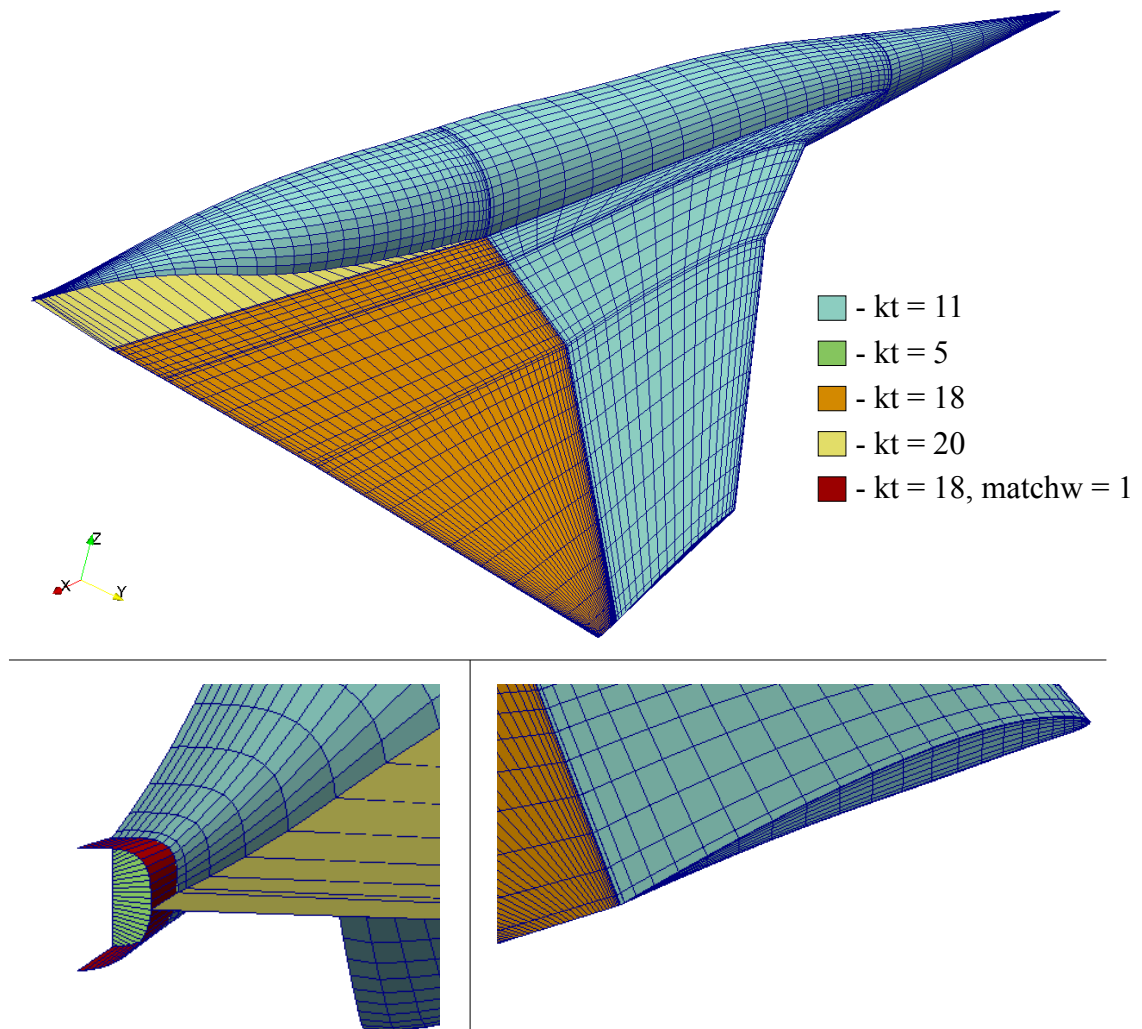 - kt = 11
- kt = 5
- kt = 18
- kt = 20
- kt = 18, matchw = 1
Z
X
Y